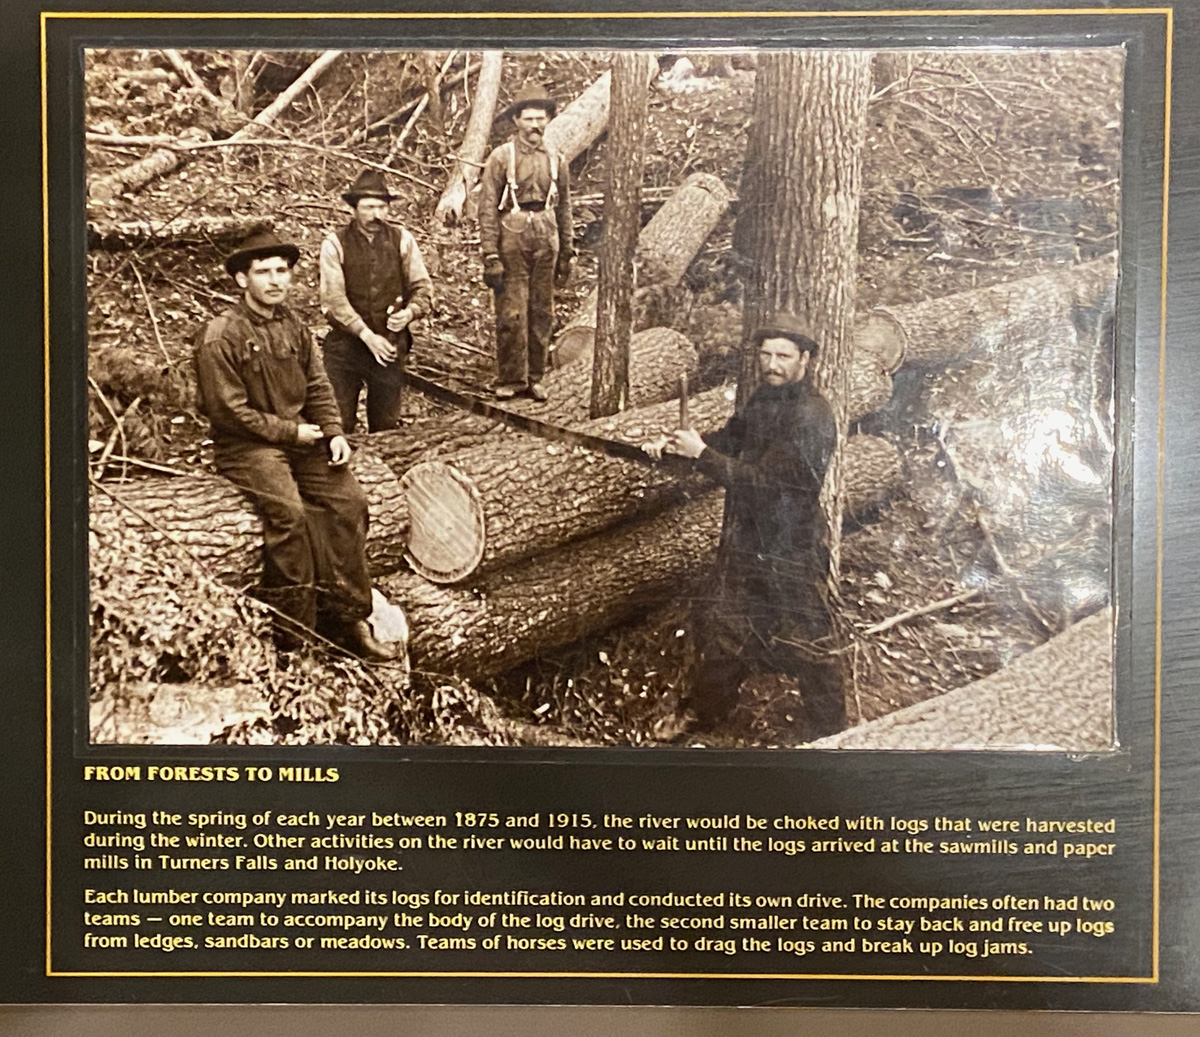 FROM FORESTS TO MILLS
During the spring of each year between 1875 and 1915, the river would be choked with logs that were harvested
during the winter. Other activities on the river would have to wait until the logs arrived at the sawmills and paper
mills in Turners Falls and Holyoke.
Each lumber company marked its logs for identification and conducted its own drive. The companies often had two
teams — one team to accompany the body of the log drive, the second smaller team to stay back and free up logs
from ledges, sandbars or meadows. Teams of horses were used to drag the logs and break up log jams.